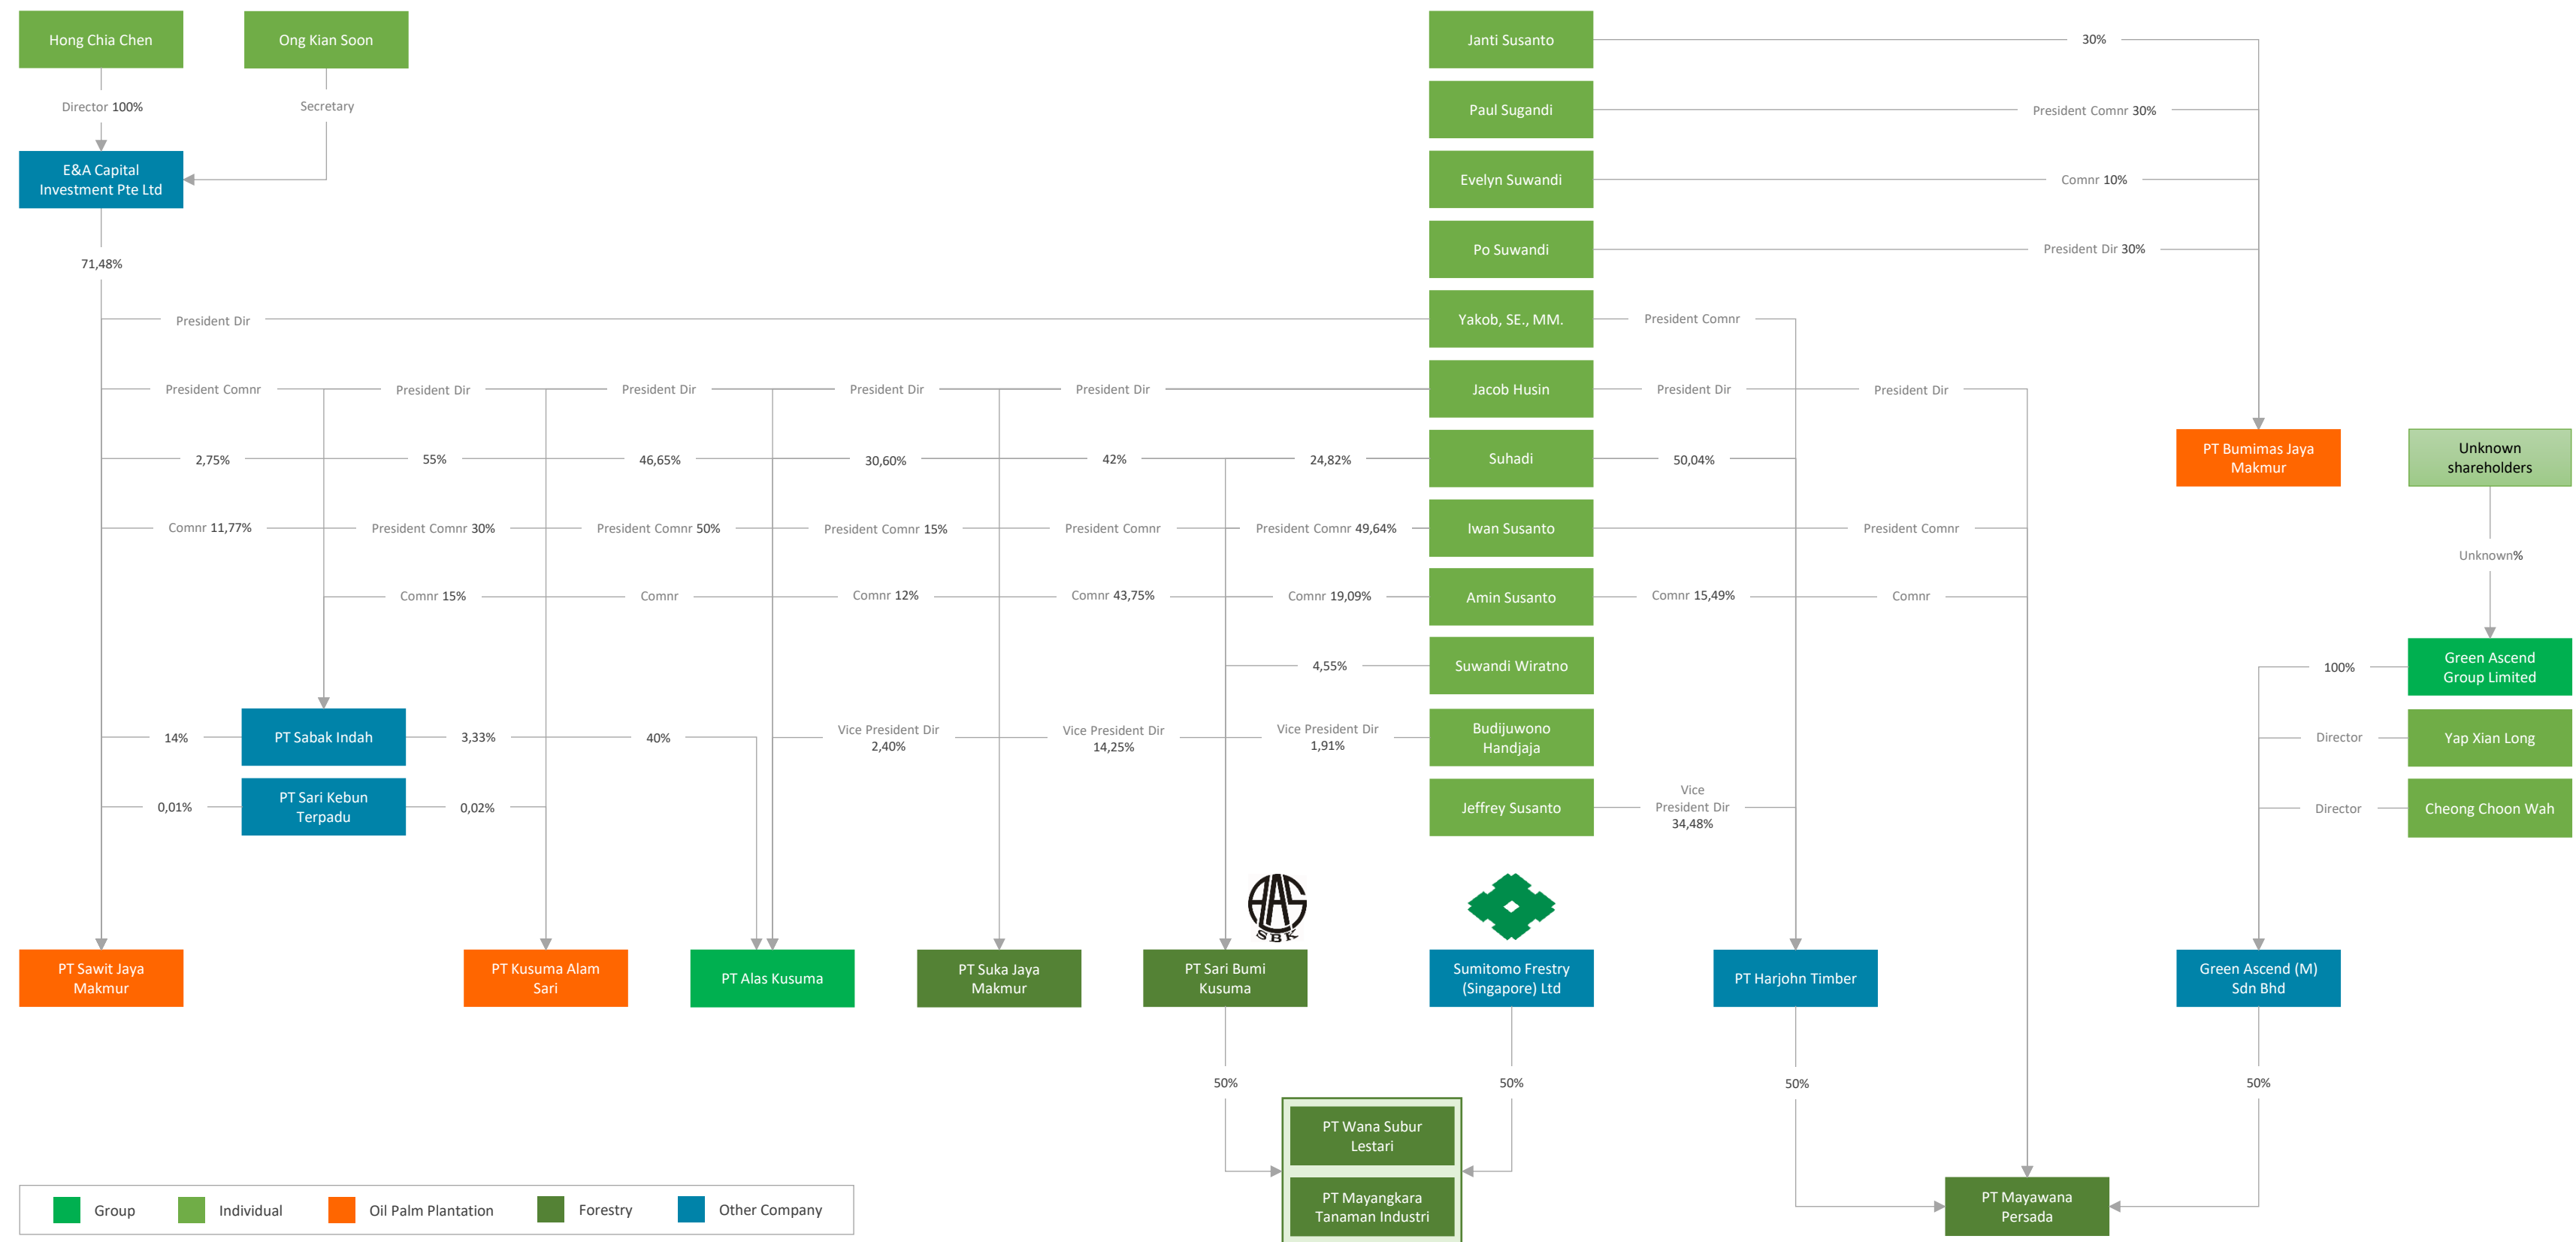 Hong Chia Chen
Ong Kian Soon
Janti Susanto
30%
Director 100%
Secretary
Paul Sugandi
President Comnr 30%
E&A Capital
Investment Pte Ltd
Evelyn Suwandi
Comnr 10%
71,48%
Po Suwandi
President Dir 30%
President Dir
Yakob, SE., MM.
President Comnr
President Comnr
President Dir
President Dir
President Dir
President Dir
Jacob Husin
President Dir
President Dir
2,75%
55%
46,65%
30,60%
42%
24,82%
Suhadi
50,04%
PT Bumimas Jaya
Makmur
Unknown
shareholders
Comnr 11,77%
President Comnr 30%
President Comnr 50%
President Comnr 15%
President Comnr
President Comnr 49,64%
Iwan Susanto
President Comnr
Unknown%
Comnr 15%
Comnr
Comnr 12%
Comnr 43,75%
Comnr 19,09%
Amin Susanto
Comnr 15,49%
Comnr
4,55%
Suwandi Wiratno
100%
Green Ascend
Group Limited
14%
PT Sabak Indah
3,33%
40%
Vice President Dir
2,40%
Vice President Dir
14,25%
Vice President Dir
1,91%
Budijuwono
Handjaja
Director
Yap Xian Long
0,01%
PT Sari Kebun
Terpadu
0,02%
Jeffrey Susanto
Vice
President Dir
34,48%
Director
Cheong Choon Wah
AAS
SBK
PT Sawit Jaya
Makmur
PT Kusuma Alam
Sari
PT Alas Kusuma
PT Suka Jaya
Makmur
PT Sari Bumi
Kusuma
Sumitomo Frestry
(Singapore) Ltd
PT Harjohn Timber
Green Ascend (M)
Sdn Bhd
50%
50%
50%
50%
PT Wana Subur
Lestari
PT Mayangkara
Tanaman Industri
PT Mayawana
Persada
Group
Individual
Oil Palm Plantation
Forestry
Other Company